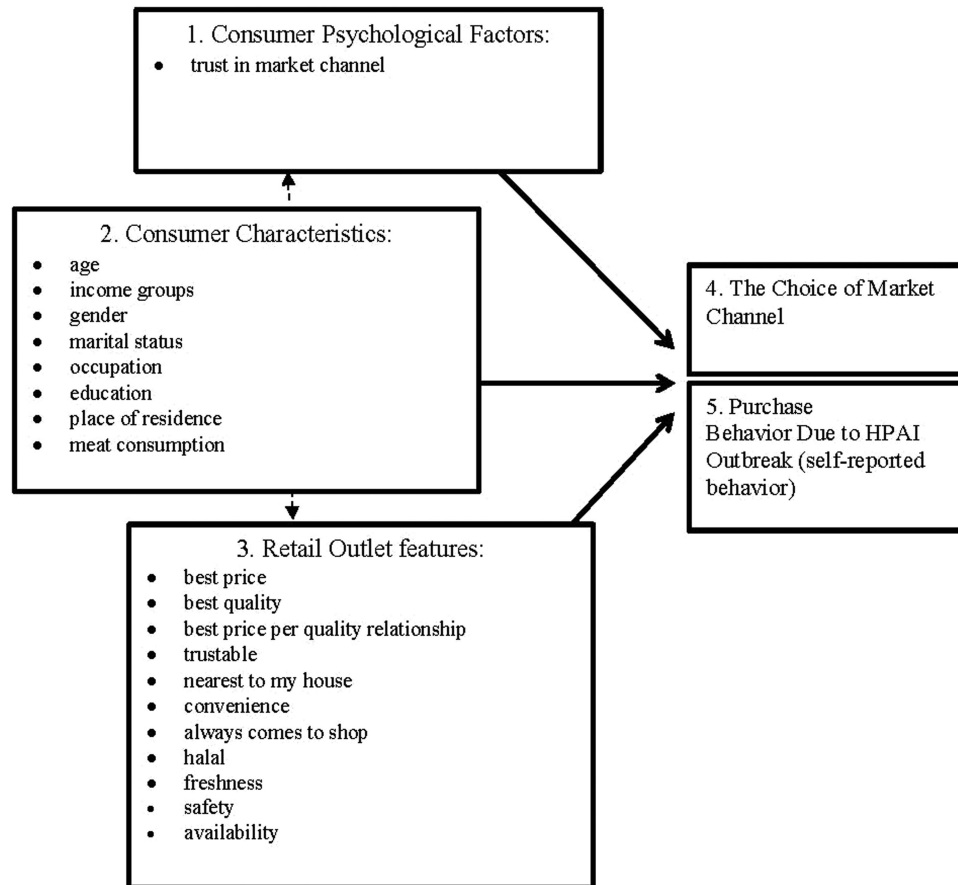 1. Consumer Psychological Factors:
• trust in market channel
2. Consumer Characteristics:
• age
• income groups
• gender
• marital status
• occupation
• education
• place of residence
• meat consumption
3. Retail Outlet features:
• best price
• best quality
• best price per quality relationship
• trustable
• nearest to my house
• convenience
• always comes to shop
• halal
• freshness
• safety
• availability
4. The Choice of Market
Channel
5. Purchase
Behavior Due to HPAI
Outbreak (self-reported
behavior)